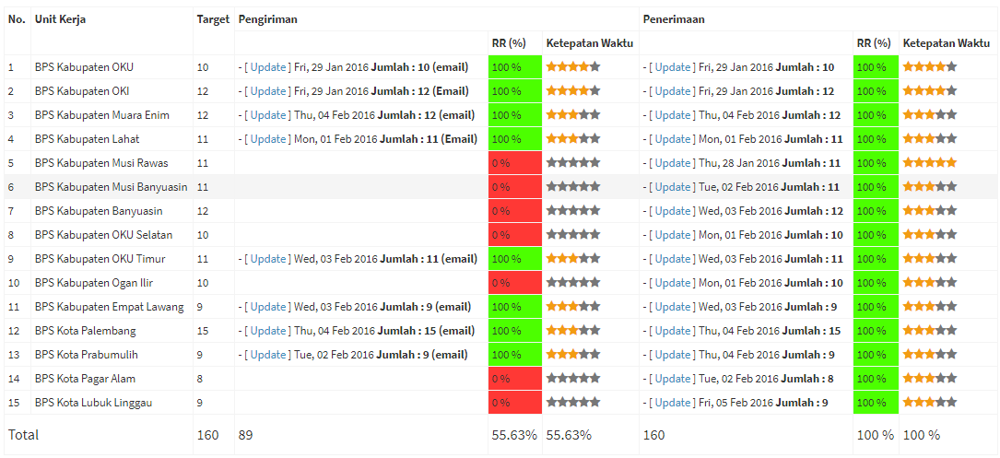 No. Unit Kerja Target Pengiriman Penerimaan
RR (%) Ketepatan Waktu RR (%) Ketepatan Waktu
1 BPS Kabupaten OKU 10 - [ Update ] Fri, 29 Jan 2016 Jumlah : 10 (email) 100 % - [ Update ] Fri, 29 Jan 2016 Jumlah : 10 100 %
2 BPS Kabupaten OKI 12 - [ Update ] Fri, 29 Jan 2016 Jumlah : 12 (Email) 100 % - [ Update ] Fri, 29 Jan 2016 Jumlah : 12 100 %
3 BPS Kabupaten Muara Enim 12 - [ Update ] Thu, 04 Feb 2016 Jumlah : 12 (email) 100 % - [ Update ] Thu, 04 Feb 2016 Jumlah : 12 100 %
4 BPS Kabupaten Lahat 11 - [ Update ] Mon, 01 Feb 2016 Jumlah : 11 (Email) 100 % - [ Update ] Mon, 01 Feb 2016 Jumlah : 11 100 %
5 BPS Kabupaten Musi Rawas 11 0 % - [ Update ] Thu, 28 Jan 2016 Jumlah : 11 100 %
6 BPS Kabupaten Musi Banyuasin 11 0 % - [ Update ] Tue, 02 Feb 2016 Jumlah : 11 100 %
7 BPS Kabupaten Banyuasin 12 0 % - [ Update ] Wed, 03 Feb 2016 Jumlah : 12 100 %
8 BPS Kabupaten OKU Selatan 10 0 % - [ Update ] Mon, 01 Feb 2016 Jumlah : 10 100 %
9 BPS Kabupaten OKU Timur 11 - [ Update ] Wed, 03 Feb 2016 Jumlah : 11 (email) 100 % - [ Update ] Wed, 03 Feb 2016 Jumlah : 11 100 %
10 BPS Kabupaten Ogan Ilir 10 0 % - [ Update ] Mon, 01 Feb 2016 Jumlah : 10 100 %
11 BPS Kabupaten Empat Lawang 9 - [ Update ] Wed, 03 Feb 2016 Jumlah : 9 (email) 100 % - [ Update ] Wed, 03 Feb 2016 Jumlah : 9 100 %
12 BPS Kota Palembang 15 - [ Update ] Thu, 04 Feb 2016 Jumlah : 15 (email) 100 % - [ Update ] Thu, 04 Feb 2016 Jumlah : 15 100 %
13 BPS Kota Prabumulih 9 - [ Update ] Tue, 02 Feb 2016 Jumlah : 9 (email) 100 % - [ Update ] Thu, 04 Feb 2016 Jumlah : 9 100 %
14 BPS Kota Pagar Alam 8 0 % - [ Update ] Tue, 02 Feb 2016 Jumlah : 8 100 %
15 BPS Kota Lubuk Linggau 9 0 % - [ Update ] Fri, 05 Feb 2016 Jumlah : 9 100 %
Total 160 89 55.63% 55.63% 160 100 % 100 %